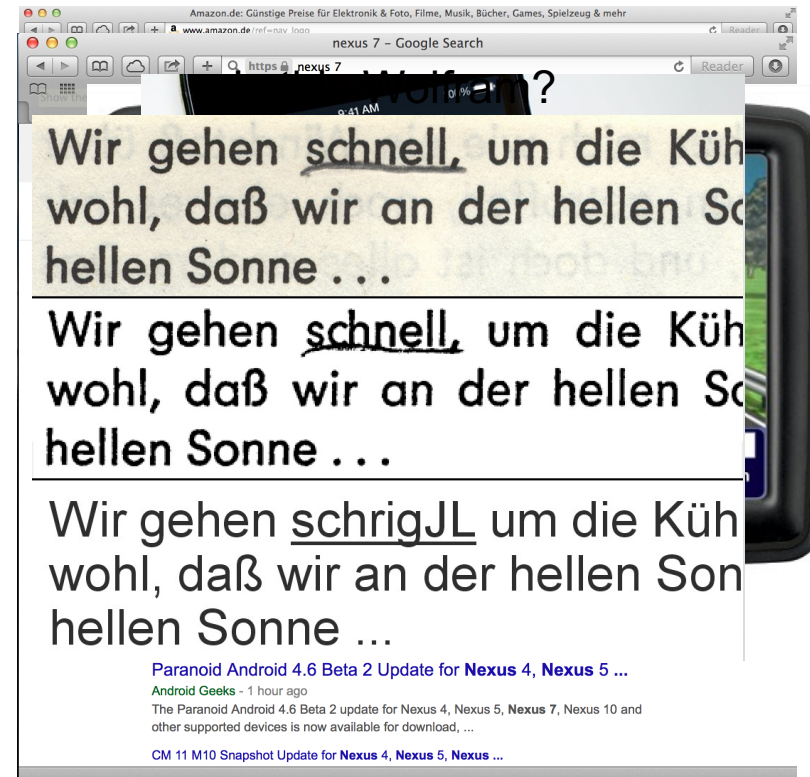 Amazon.de: Günstige Preise für Elektronik & Foto, Filme, Musik, Bücher, Games, Spielzeug & mehr
www.amazon.de/ref=nav_logo Reader
nexus 7 – Google Search
https nexus 7 Reader
Show the Wolfram?
9:41 AM
Wir gehen schnell, um die Küh
wohl, daß wir an der hellen So
hellen Sonne . . .
Wir gehen schnell, um die Küh
wohl, daß wir an der hellen So
hellen Sonne . . .
Wir gehen schrigJL um die Küh
wohl, daß wir an der hellen Son
hellen Sonne ...
Paranoid Android 4.6 Beta 2 Update for Nexus 4, Nexus 5 ...
Android Geeks - 1 hour ago
The Paranoid Android 4.6 Beta 2 update for Nexus 4, Nexus 5, Nexus 7, Nexus 10 and
other supported devices is now available for download, ...
CM 11 M10 Snapshot Update for Nexus 4, Nexus 5, Nexus ...